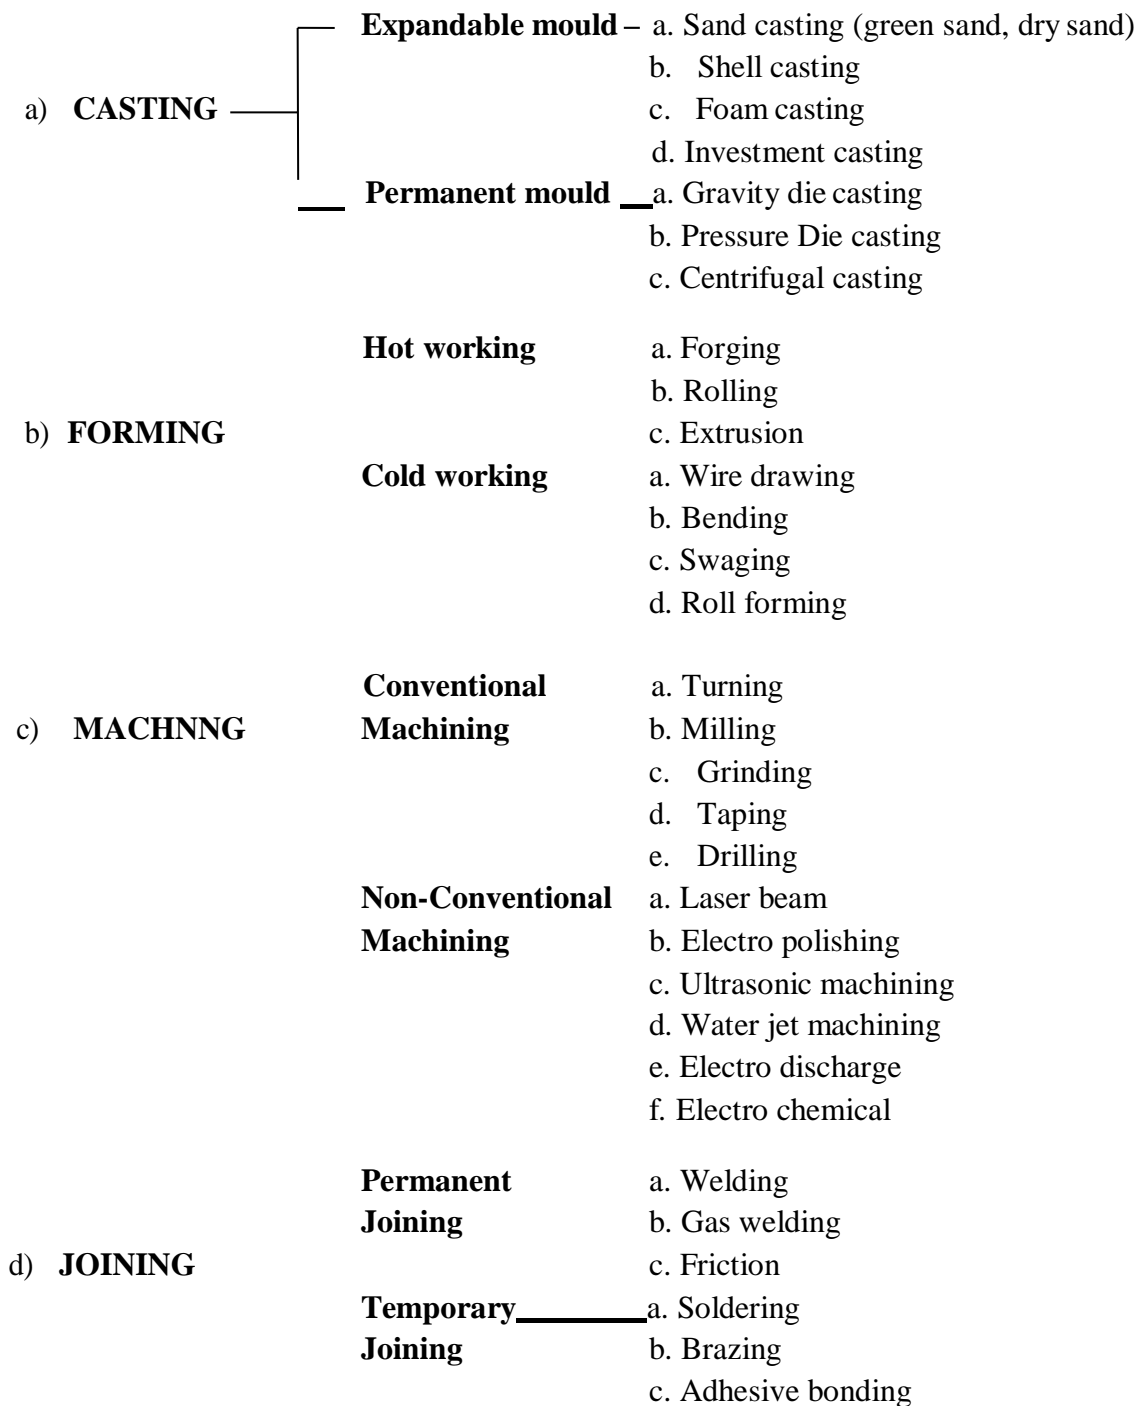 Expandable mould – a. Sand casting (green sand, dry sand)
b. Shell casting
a) CASTING c. Foam casting
d. Investment casting
Permanent mould a. Gravity die casting
b. Pressure Die casting
c. Centrifugal casting
Hot working a. Forging
b. Rolling
b) FORMING c. Extrusion
Cold working a. Wire drawing
b. Bending
c. Swaging
d. Roll forming
Conventional a. Turning
c) MACHNNG Machining b. Milling
c. Grinding
d. Taping
e. Drilling
Non-Conventional a. Laser beam
Machining b. Electro polishing
c. Ultrasonic machining
d. Water jet machining
e. Electro discharge
f. Electro chemical
Permanent a. Welding
Joining b. Gas welding
d) JOINING c. Friction
Temporary a. Soldering
Joining b. Brazing
c. Adhesive bonding